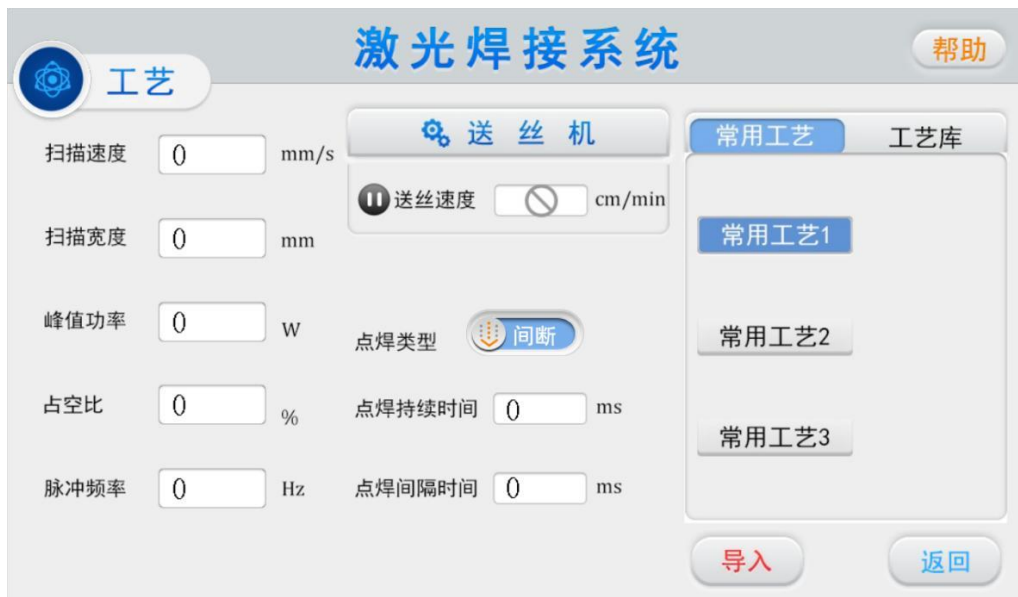 激光焊接系统
帮助
工艺
扫描速度 0 mm/s
扫描宽度 0 mm
峰值功率 0 W
占空比 0 %
脉冲频率 0 Hz
送丝机
送丝速度 cm/min
点焊类型 间断
点焊持续时间 0 ms
点焊间隔时间 0 ms
常用工艺 工艺库
常用工艺1
常用工艺2
常用工艺3
导入 返回